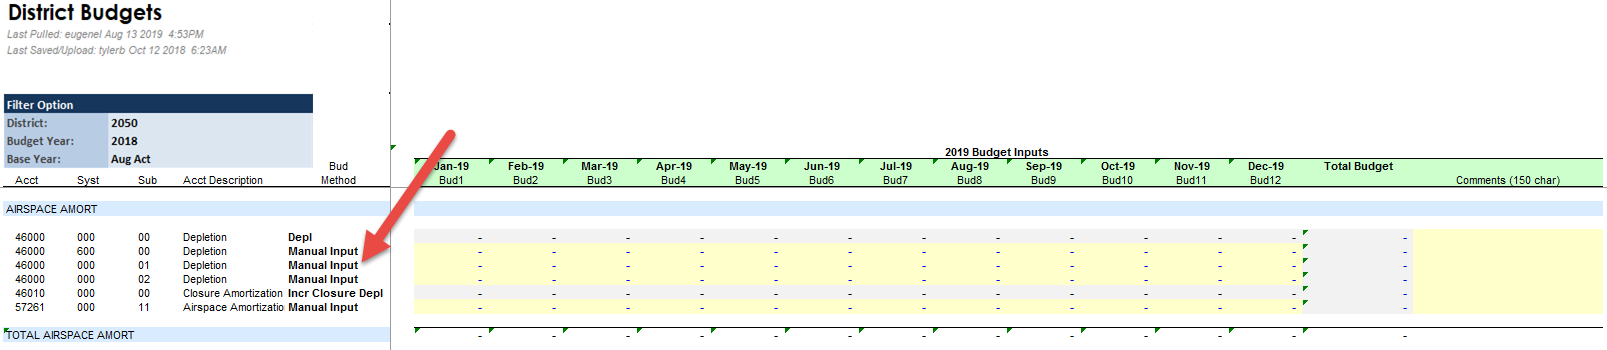 District Budgets
Last Pulled: eugenel Aug 13 2019 4:53PM
Last Saved/Upload: tylerb Oct 12 2018 6:23AM
Filter Option
District: 2050
Budget Year: 2018
Base Year: Aug Act
2019 Budget Inputs
Bud Jan-19 Feb-19 Mar-19 Apr-19 May-19 Jun-19 Jul-19 Aug-19 Sep-19 Oct-19 Nov-19 Dec-19 Total Budget
Acct Syst Sub Acct Description Method Bud1 Bud2 Bud3 Bud4 Bud5 Bud6 Bud7 Bud8 Bud9 Bud10 Bud11 Bud12 Comments (150 char)
AIRSPACE AMORT
46000 000 00 Depletion Depl - - - - - - - - - - - - -
46000 600 00 Depletion Manual Input - - - - - - - - - - - - -
46000 000 01 Depletion Manual Input - - - - - - - - - - - - -
46000 000 02 Depletion Manual Input - - - - - - - - - - - - -
46010 000 00 Closure Amortization Incr Closure Depl - - - - - - - - - - - - -
57261 000 11 Airspace Amortizatio Manual Input - - - - - - - - - - - - -
TOTAL AIRSPACE AMORT - - - - - - - - - - - - -